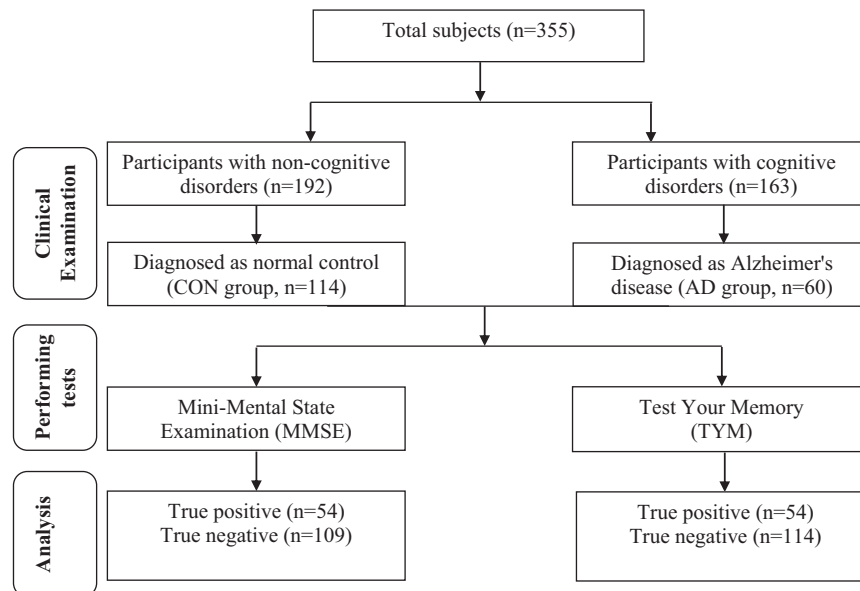 Total subjects (n=355)
Clinical
Examination
Participants with non-cognitive
disorders (n=192)
Participants with cognitive
disorders (n=163)
Diagnosed as normal control
(CON group, n=114)
Diagnosed as Alzheimer's
disease (AD group, n=60)
Performing
tests
Mini-Mental State
Examination (MMSE)
Test Your Memory
(TYM)
Analysis
True positive (n=54)
True negative (n=109)
True positive (n=54)
True negative (n=114)